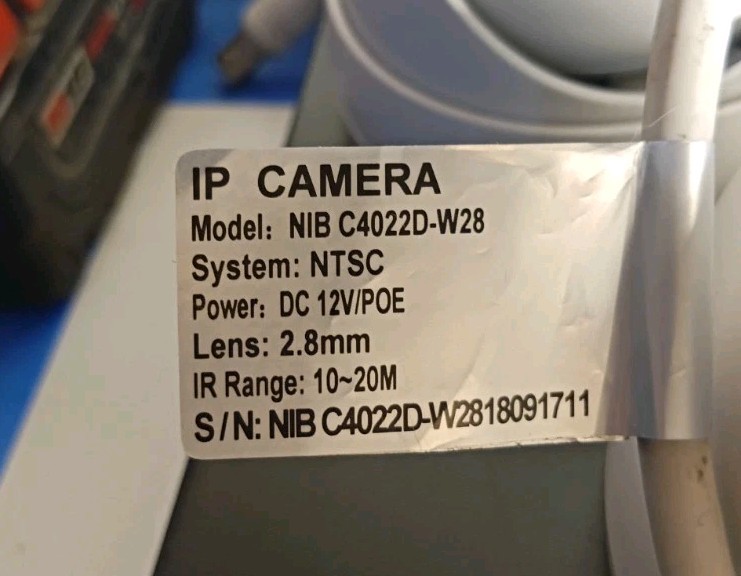 IP CAMERA
Model: NIB C4022D-W28
System: NTSC
Power: DC 12V/POE
Lens: 2.8mm
IR Range: 10~20M
S/N: NIB C4022D-W2818091711